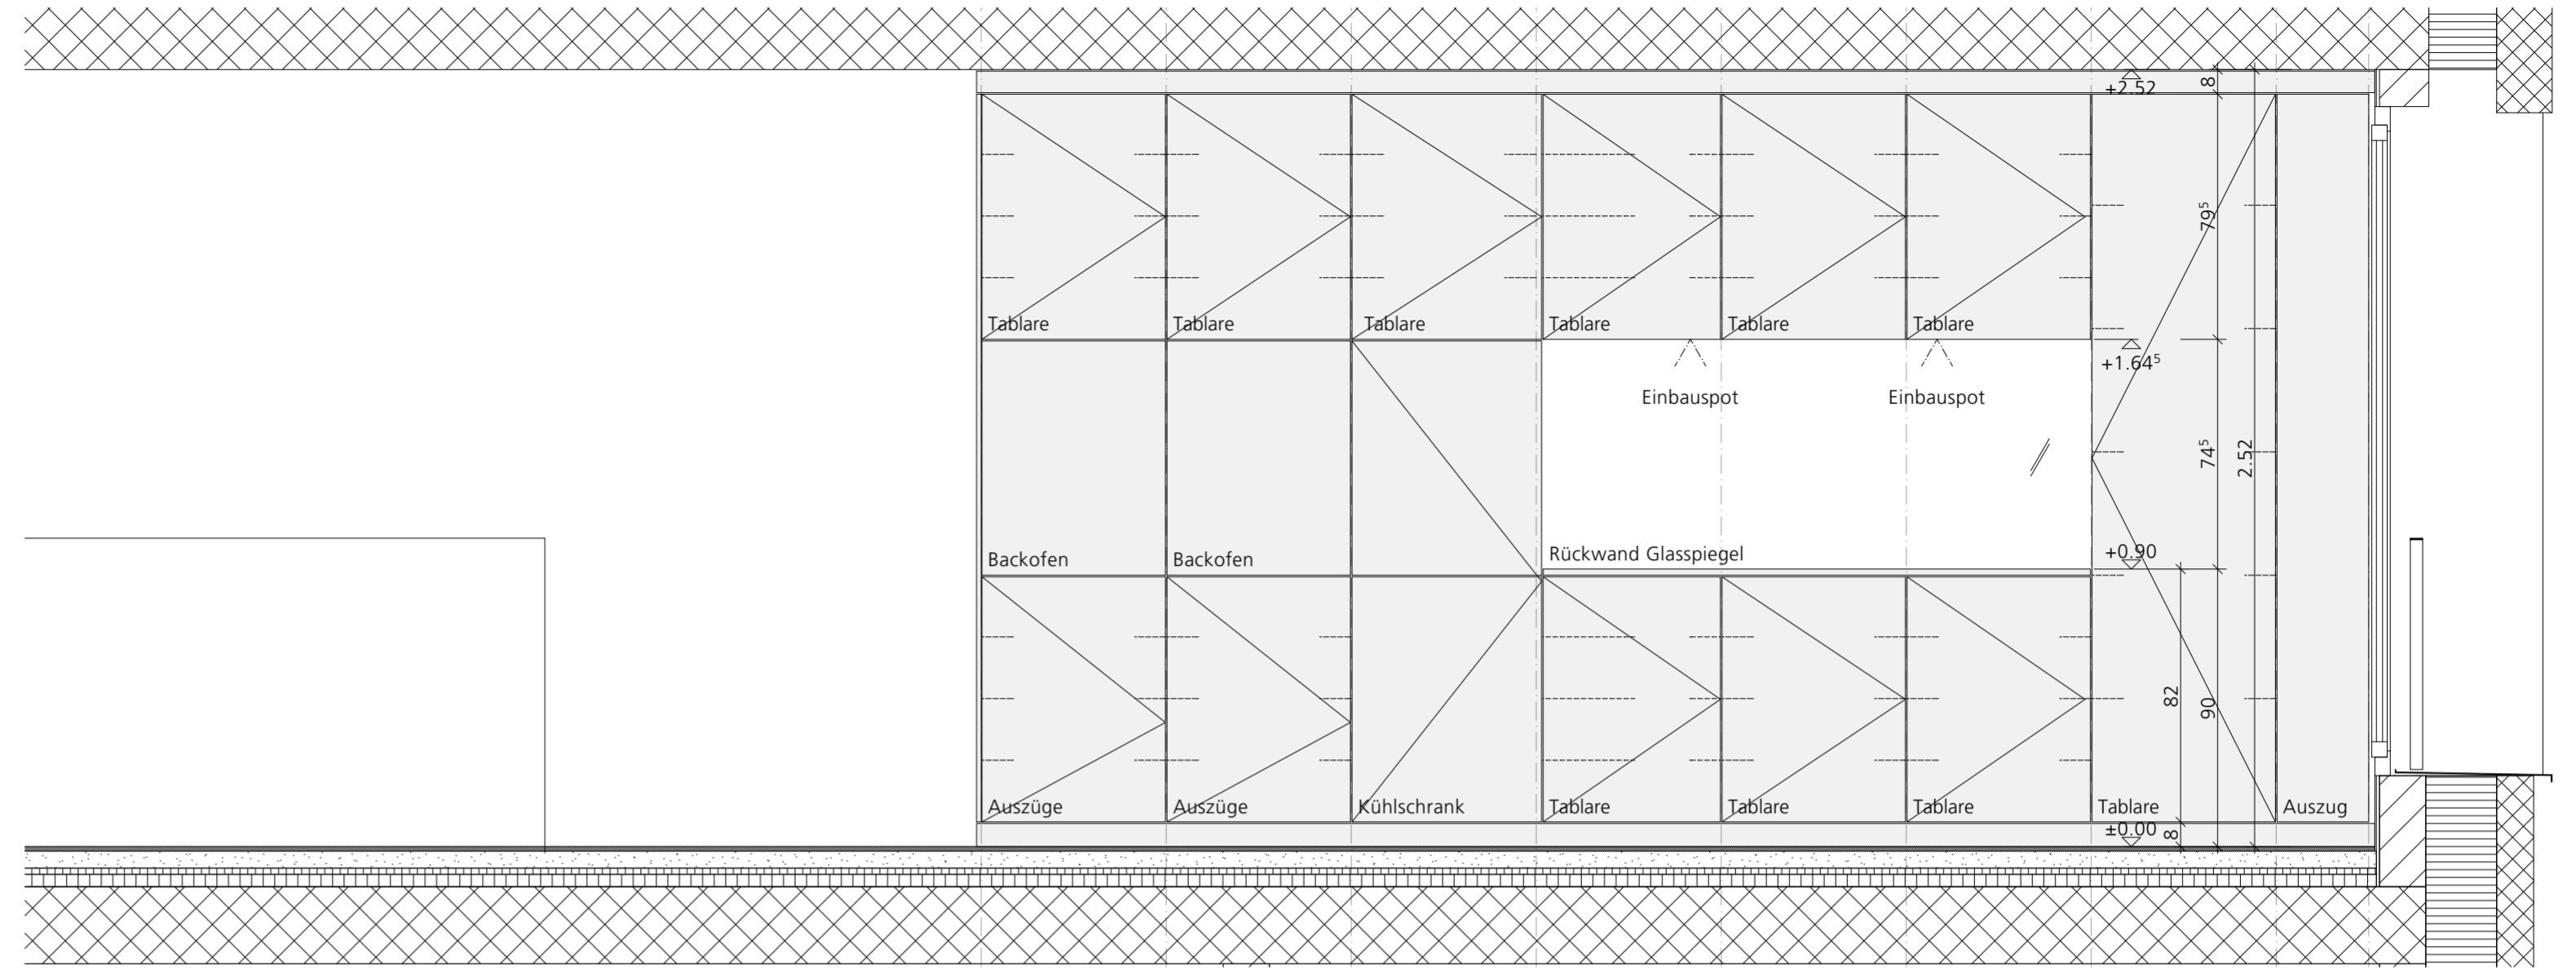 +2.52
8
79⁵
Tablare
Tablare
Tablare
Tablare
Tablare
Tablare
+1.64⁵
Einbauspot
Einbauspot
74⁵
2.52
Backofen
Backofen
Rückwand Glasspiegel
+0.90
82
90
Auszüge
Auszüge
Kühlschrank
Tablare
Tablare
Tablare
Tablare
Auszug
±0.00
8